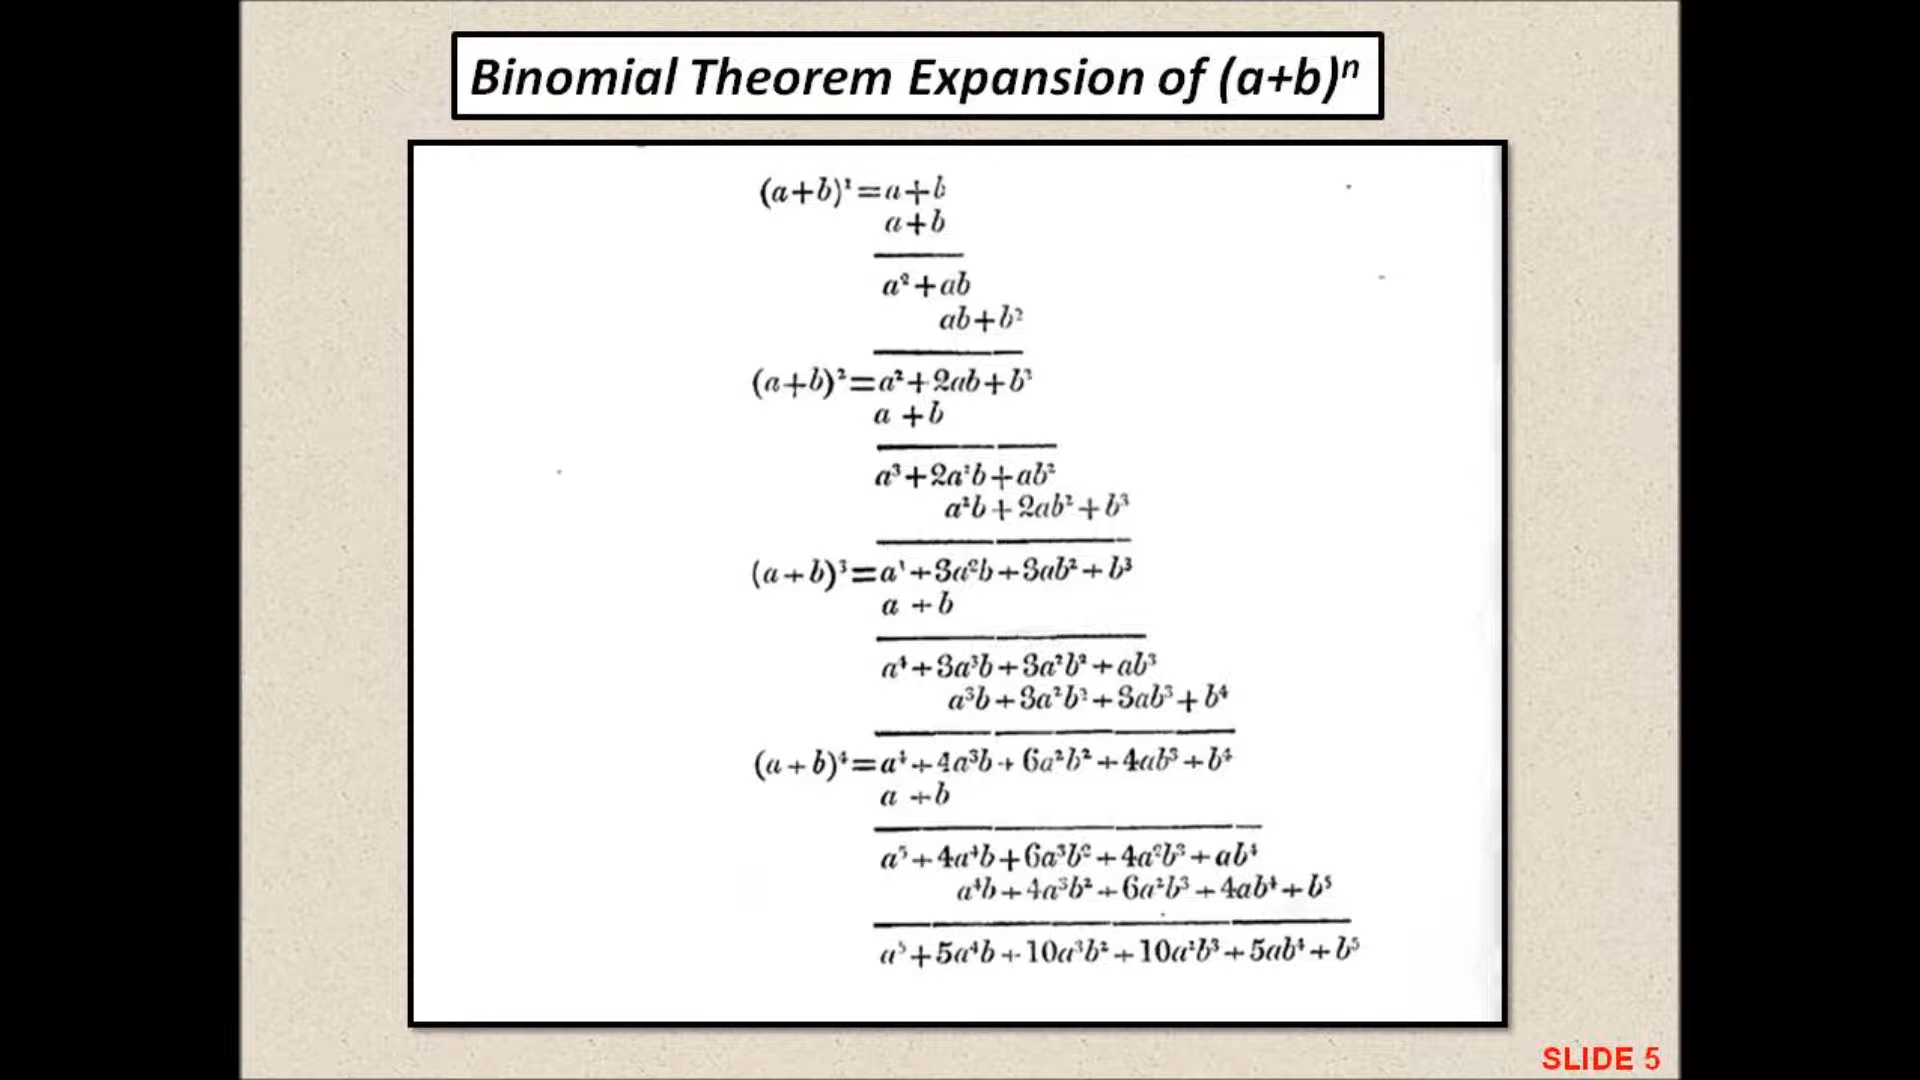 Binomial Theorem Expansion of (a+b)ⁿ
(a+b)¹=a+b
a+b
a²+ab
ab+b²
(a+b)²=a²+2ab+b²
a +b
a³+2a²b+ab²
a²b+2ab²+b³
(a+b)³=a³+3a²b+3ab²+b³
a +b
a⁴+3a³b+3a²b²+ab³
a³b+3a²b²+3ab³+b⁴
(a+b)⁴=a⁴+4a³b+6a²b²+4ab³+b⁴
a +b
a⁵+4a⁴b+6a³b²+4a²b³+ab⁴
a⁴b+4a³b²+6a²b³+4ab⁴+b⁵
a⁵+5a⁴b+10a³b²+10a²b³+5ab⁴+b⁵
SLIDE 5